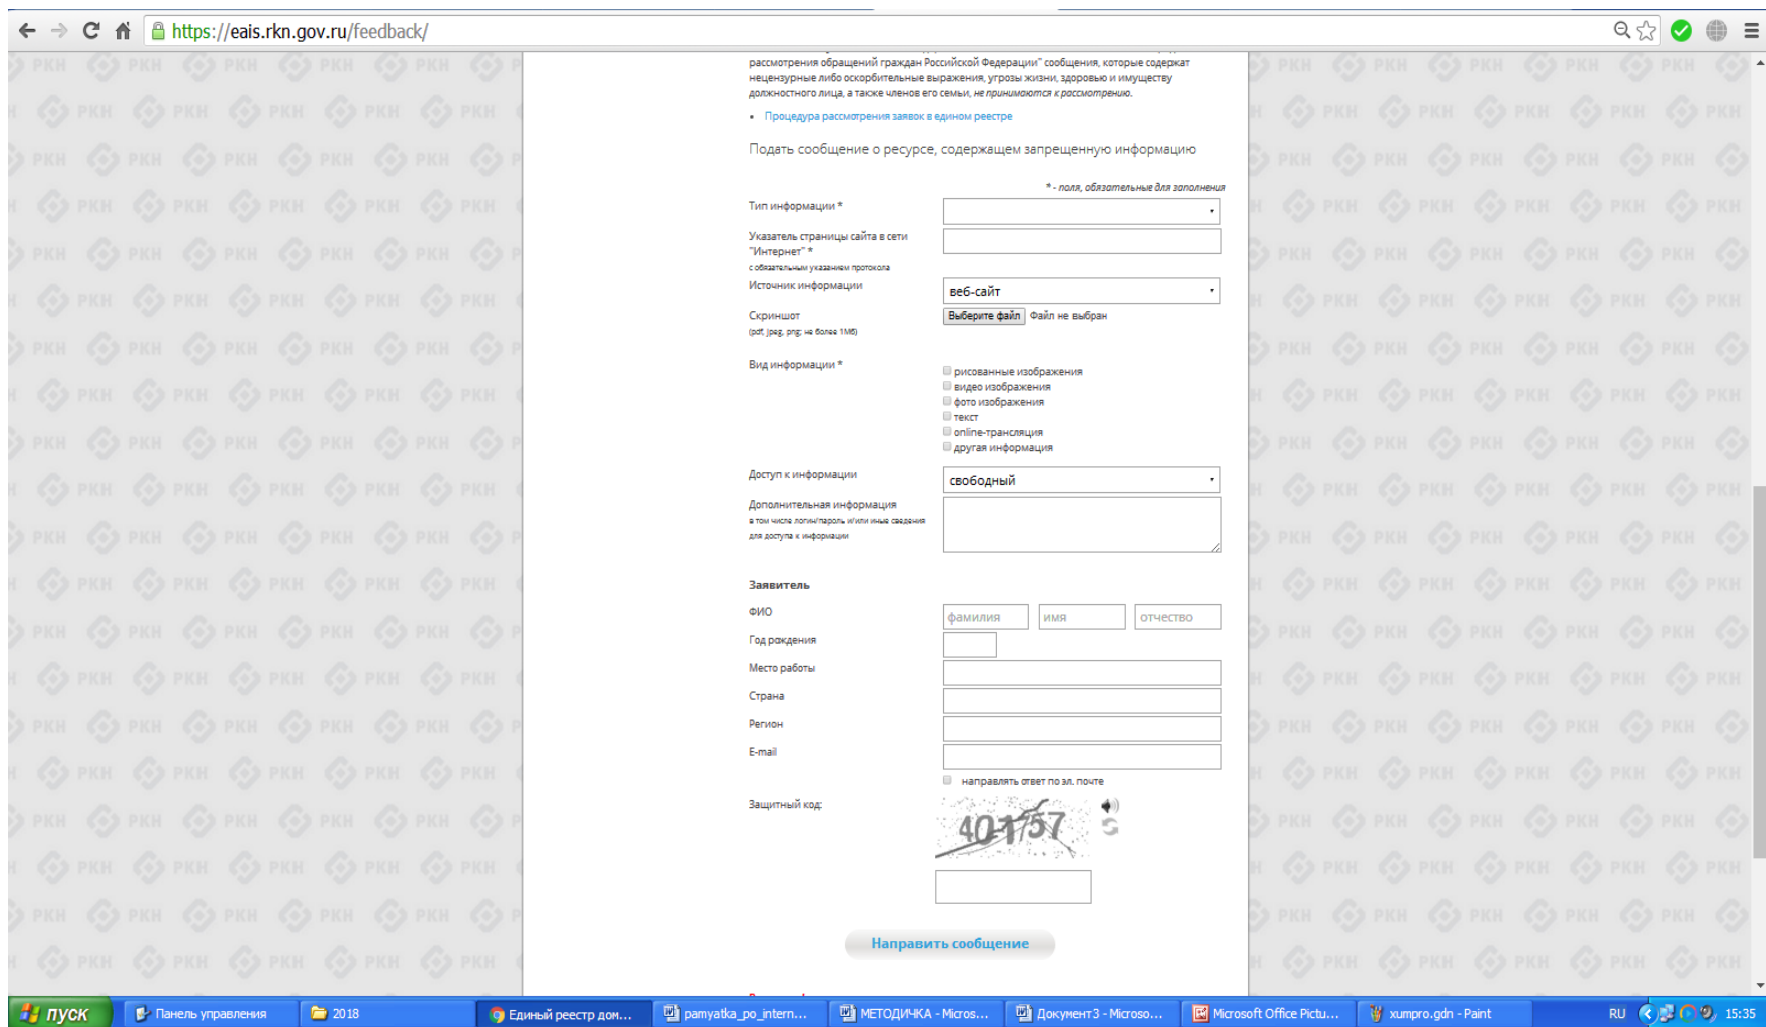 https://eais.rkn.gov.ru/feedback/
рассмотрения обращений граждан Российской Федерации" сообщения, которые содержат
нецензурные либо оскорбительные выражения, угрозы жизни, здоровью и имуществу
должностного лица, а также членов его семьи, не принимаются к рассмотрению.
Процедура рассмотрения заявок в едином реестре
Подать сообщение о ресурсе, содержащем запрещенную информацию
* - поля, обязательные для заполнения
Тип информации *
Указатель страницы сайта в сети
"Интернет" *
с обязательным указанием протокола
Источник информации
веб-сайт
Скриншот
Выберите файл Файл не выбран
(pdf, jpeg, png; не более 1Мб)
Вид информации *
рисованные изображения
видео изображения
фото изображения
текст
online-трансляция
другая информация
Доступ к информации
свободный
Дополнительная информация
в том числе логин/пароль и/или иные сведения
для доступа к информации
Заявитель
ФИО
фамилия имя отчество
Год рождения
Место работы
Страна
Регион
E-mail
направлять ответ по эл. почте
Защитный код:
Направить сообщение
РКН
пуск Панель управления 2018 Единый реестр дом... pamyatka_po_intern... МЕТОДИЧКА - Micros... Документ3 - Microso... Microsoft Office Pictu... xumpro.gdn - Paint RU 15:35